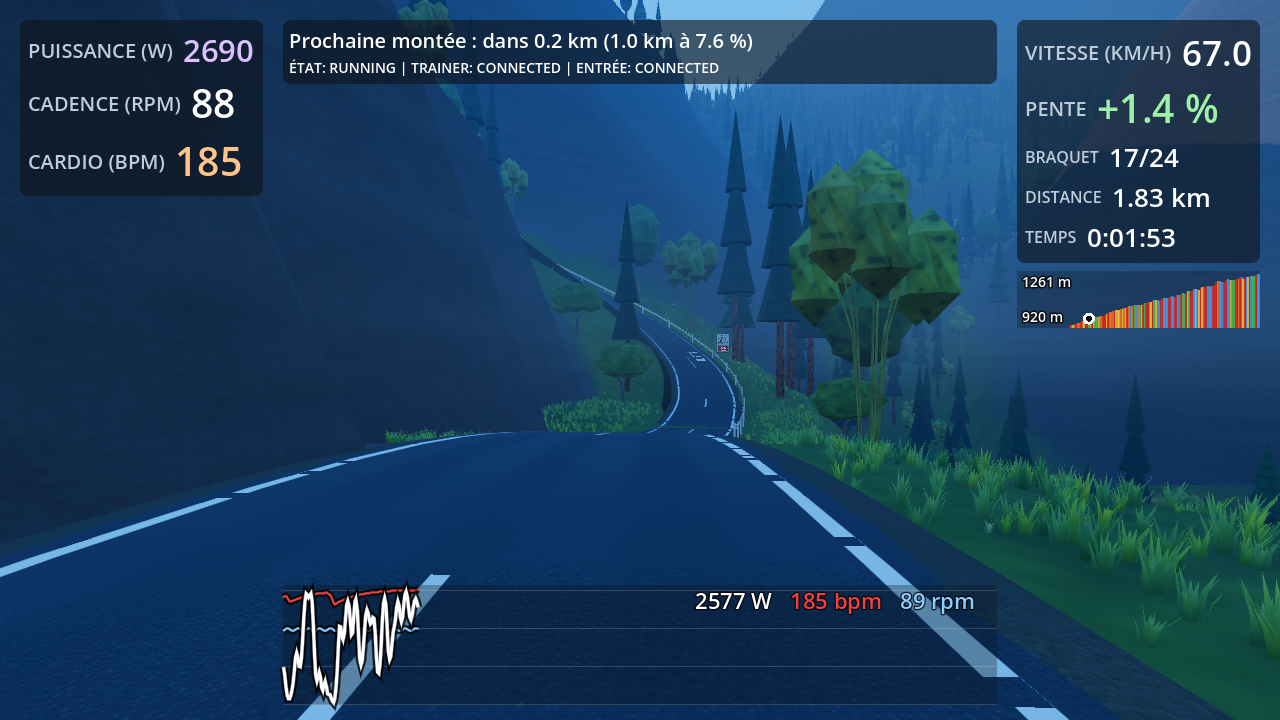 PUISSANCE (W) 2690
CADENCE (RPM) 88
CARDIO (BPM) 185
Prochaine montée : dans 0.2 km (1.0 km à 7.6 %)
ÉTAT: RUNNING | TRAINER: CONNECTED | ENTRÉE: CONNECTED
VITESSE (KM/H) 67.0
PENTE +1.4 %
BRAQUET 17/24
DISTANCE 1.83 km
TEMPS 0:01:53
1261 m
920 m
2577 W 185 bpm 89 rpm